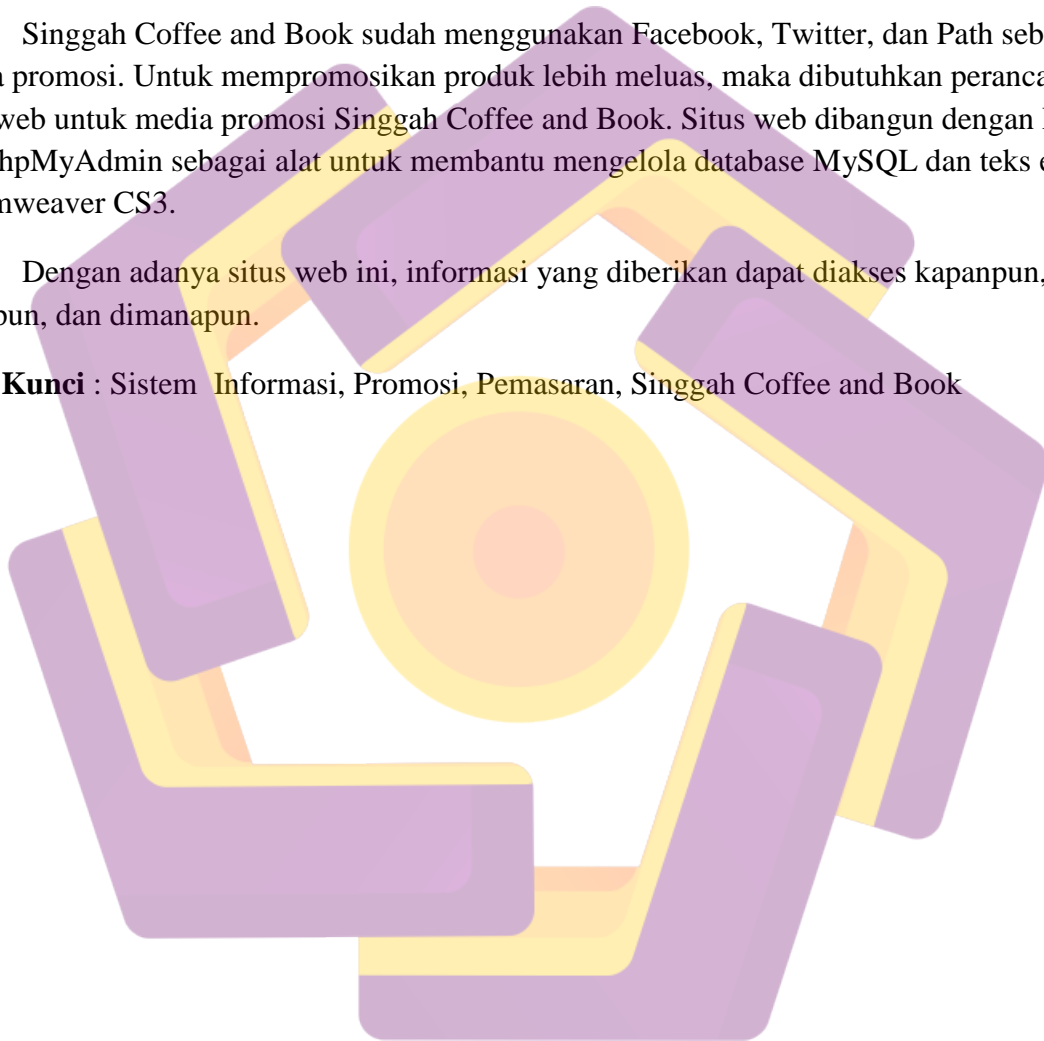 Singgah Coffee and Book sudah menggunakan Facebook, Twitter, dan Path seb
a promosi. Untuk mempromosikan produk lebih meluas, maka dibutuhkan peranca
web untuk media promosi Singgah Coffee and Book. Situs web dibangun dengan
hpMyAdmin sebagai alat untuk membantu mengelola database MySQL dan teks e
mweaver CS3.
Dengan adanya situs web ini, informasi yang diberikan dapat diakses kapanpun,
pun, dan dimanapun.
Kunci : Sistem Informasi, Promosi, Pemasaran, Singgah Coffee and Book